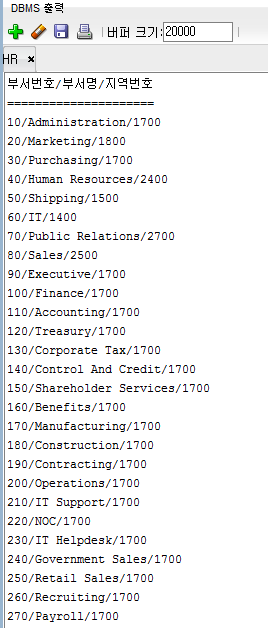 DBMS 출력
버퍼 크기: 20000
HR
부서번호/부서명/지역번호
=====================
10/Administration/1700
20/Marketing/1800
30/Purchasing/1700
40/Human Resources/2400
50/Shipping/1500
60/IT/1400
70/Public Relations/2700
80/Sales/2500
90/Executive/1700
100/Finance/1700
110/Accounting/1700
120/Treasury/1700
130/Corporate Tax/1700
140/Control And Credit/1700
150/Shareholder Services/1700
160/Benefits/1700
170/Manufacturing/1700
180/Construction/1700
190/Contracting/1700
200/Operations/1700
210/IT Support/1700
220/NOC/1700
230/IT Helpdesk/1700
240/Government Sales/1700
250/Retail Sales/1700
260/Recruiting/1700
270/Payroll/1700